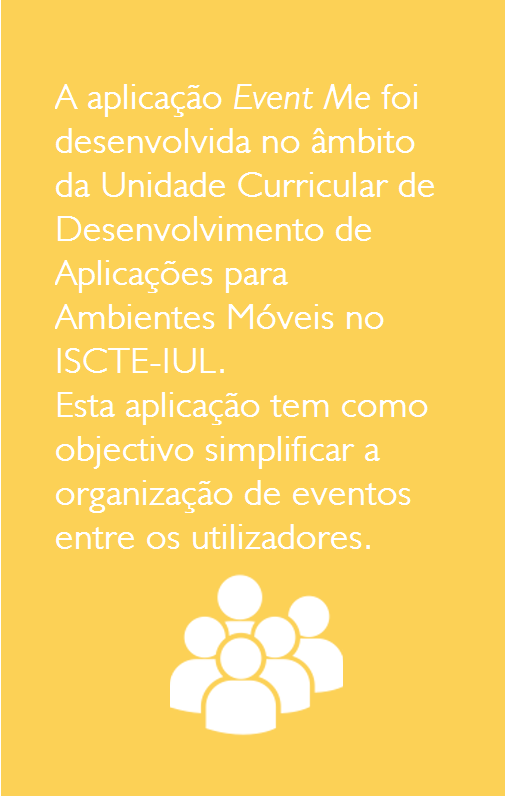 A aplicação Event Me foi
desenvolvida no âmbito
da Unidade Curricular de
Desenvolvimento de
Aplicações para
Ambientes Móveis no
ISCTE-IUL.
Esta aplicação tem como
objectivo simplificar a
organização de eventos
entre os utilizadores.